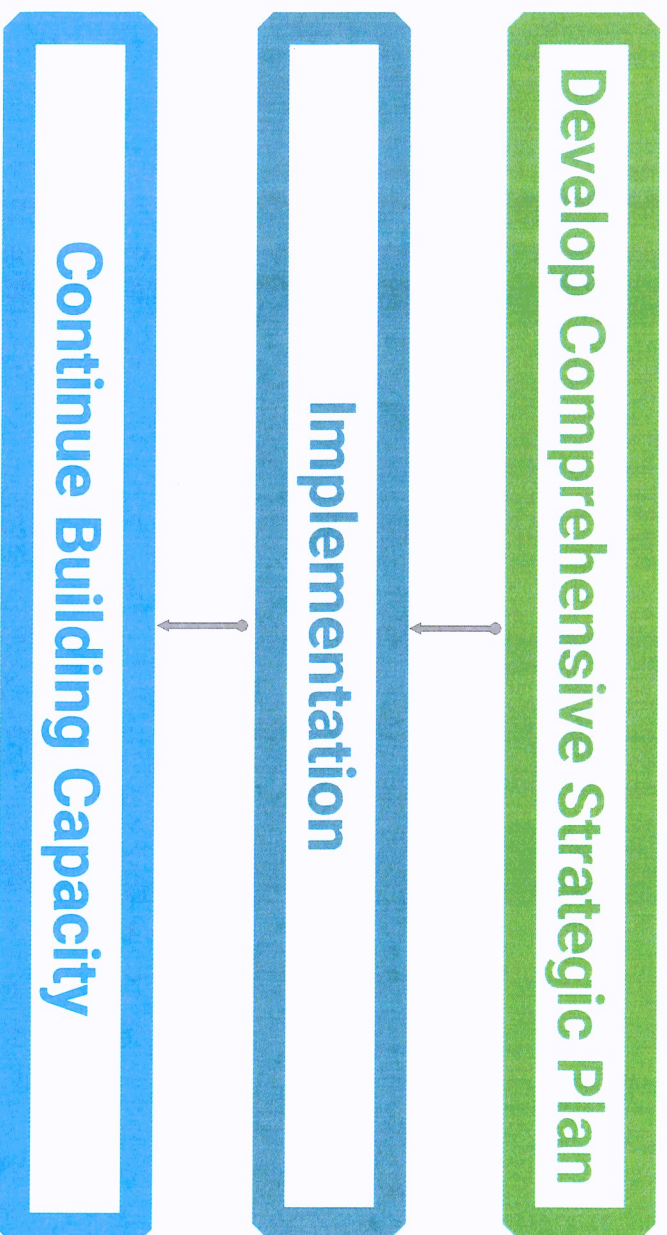 Develop Comprehensive Strategic Plan
Implementation
Continue Building Capacity